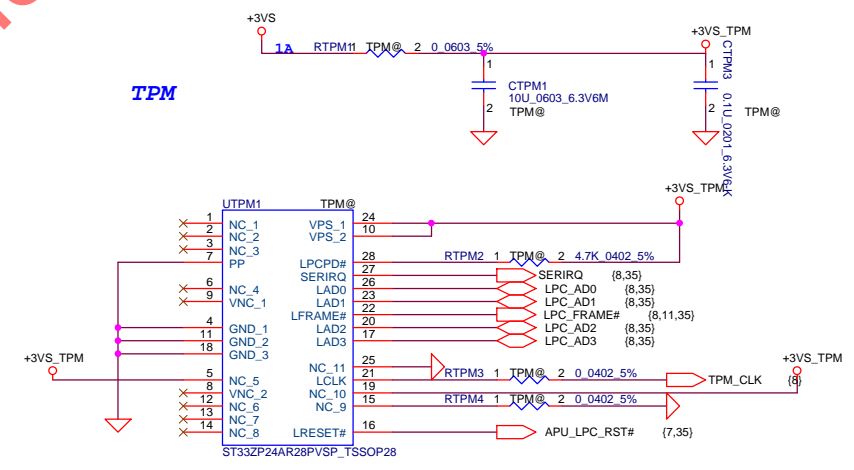 +3VS
+3VS_TPM
1A
RTPM1 1 TPM@ 2 0_0603_5%
1
CTPM1
10U_0603_6.3V6M
2
TPM@
CTPM3
0.1U_0201_6.3V6-K
1
2
TPM@
TPM
+3VS_TPM
UTPM1 TPM@
1 NC_1
2 NC_2
3 NC_3
7 PP
6 NC_4
9 VNC_1
4 GND_1
11 GND_2
18 GND_3
+3VS_TPM
5 NC_5
8 VNC_2
12 NC_6
13 NC_7
14 NC_8
VPS_1 24
VPS_2 10
LPCPD# 28 RTPM2 1 TPM@ 2 4.7K_0402_5%
SERIRQ 27 SERIRQ {8,35}
LAD0 26 LPC_AD0 {8,35}
LAD1 23 LPC_AD1 {8,35}
LFRAME# 22 LPC_FRAME# {8,11,35}
LAD2 20 LPC_AD2 {8,35}
LAD3 17 LPC_AD3 {8,35}
NC_11 25
LCLK 21 RTPM3 1 TPM@ 2 0_0402_5% TPM_CLK {8}
+3VS_TPM
NC_10 19
NC_9 15 RTPM4 1 TPM@ 2 0_0402_5%
LRESET# 16 APU_LPC_RST# {7,35}
ST33ZP24AR28PVSP_TSSOP28